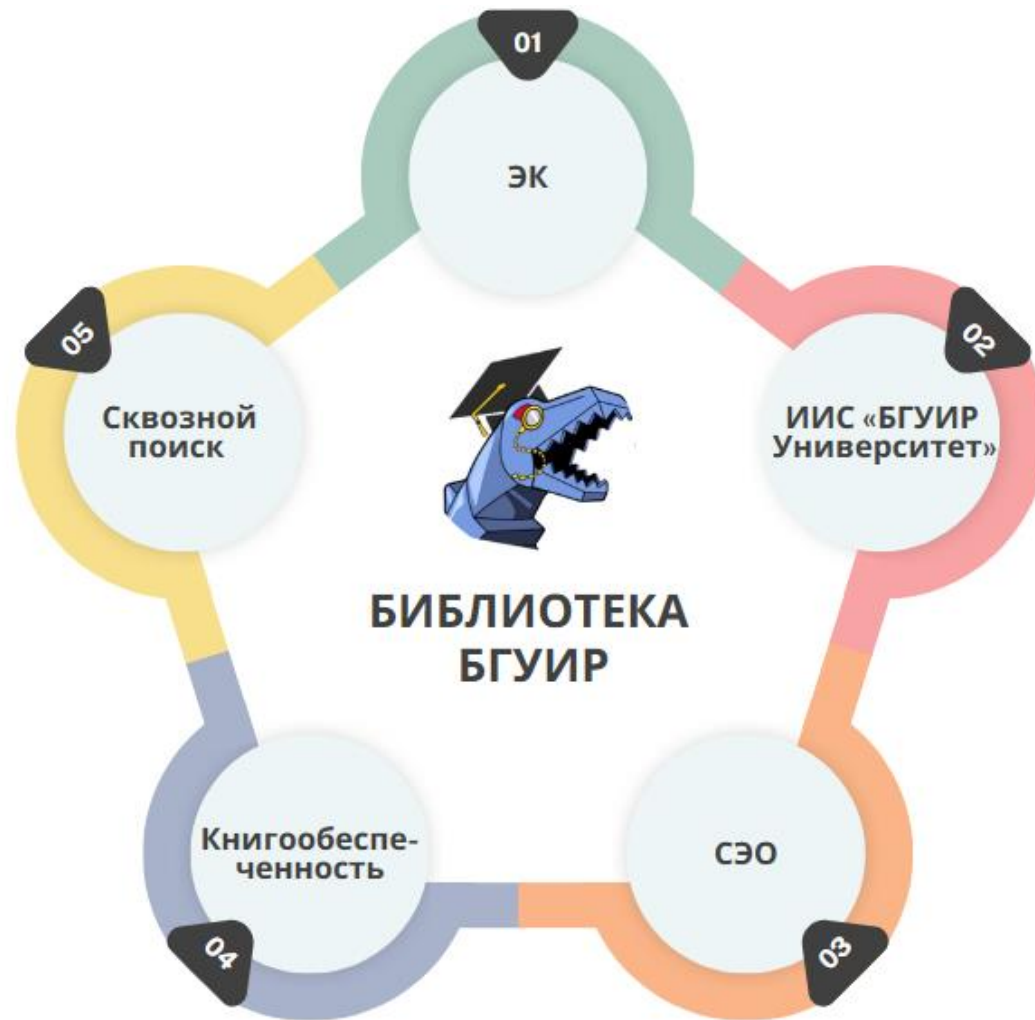 01
ЭК
02
ИИС «БГУИР
Университет»
03
СЭО
04
Книгообеспе-
ченность
05
Сквозной
поиск
БИБЛИОТЕКА
БГУИР